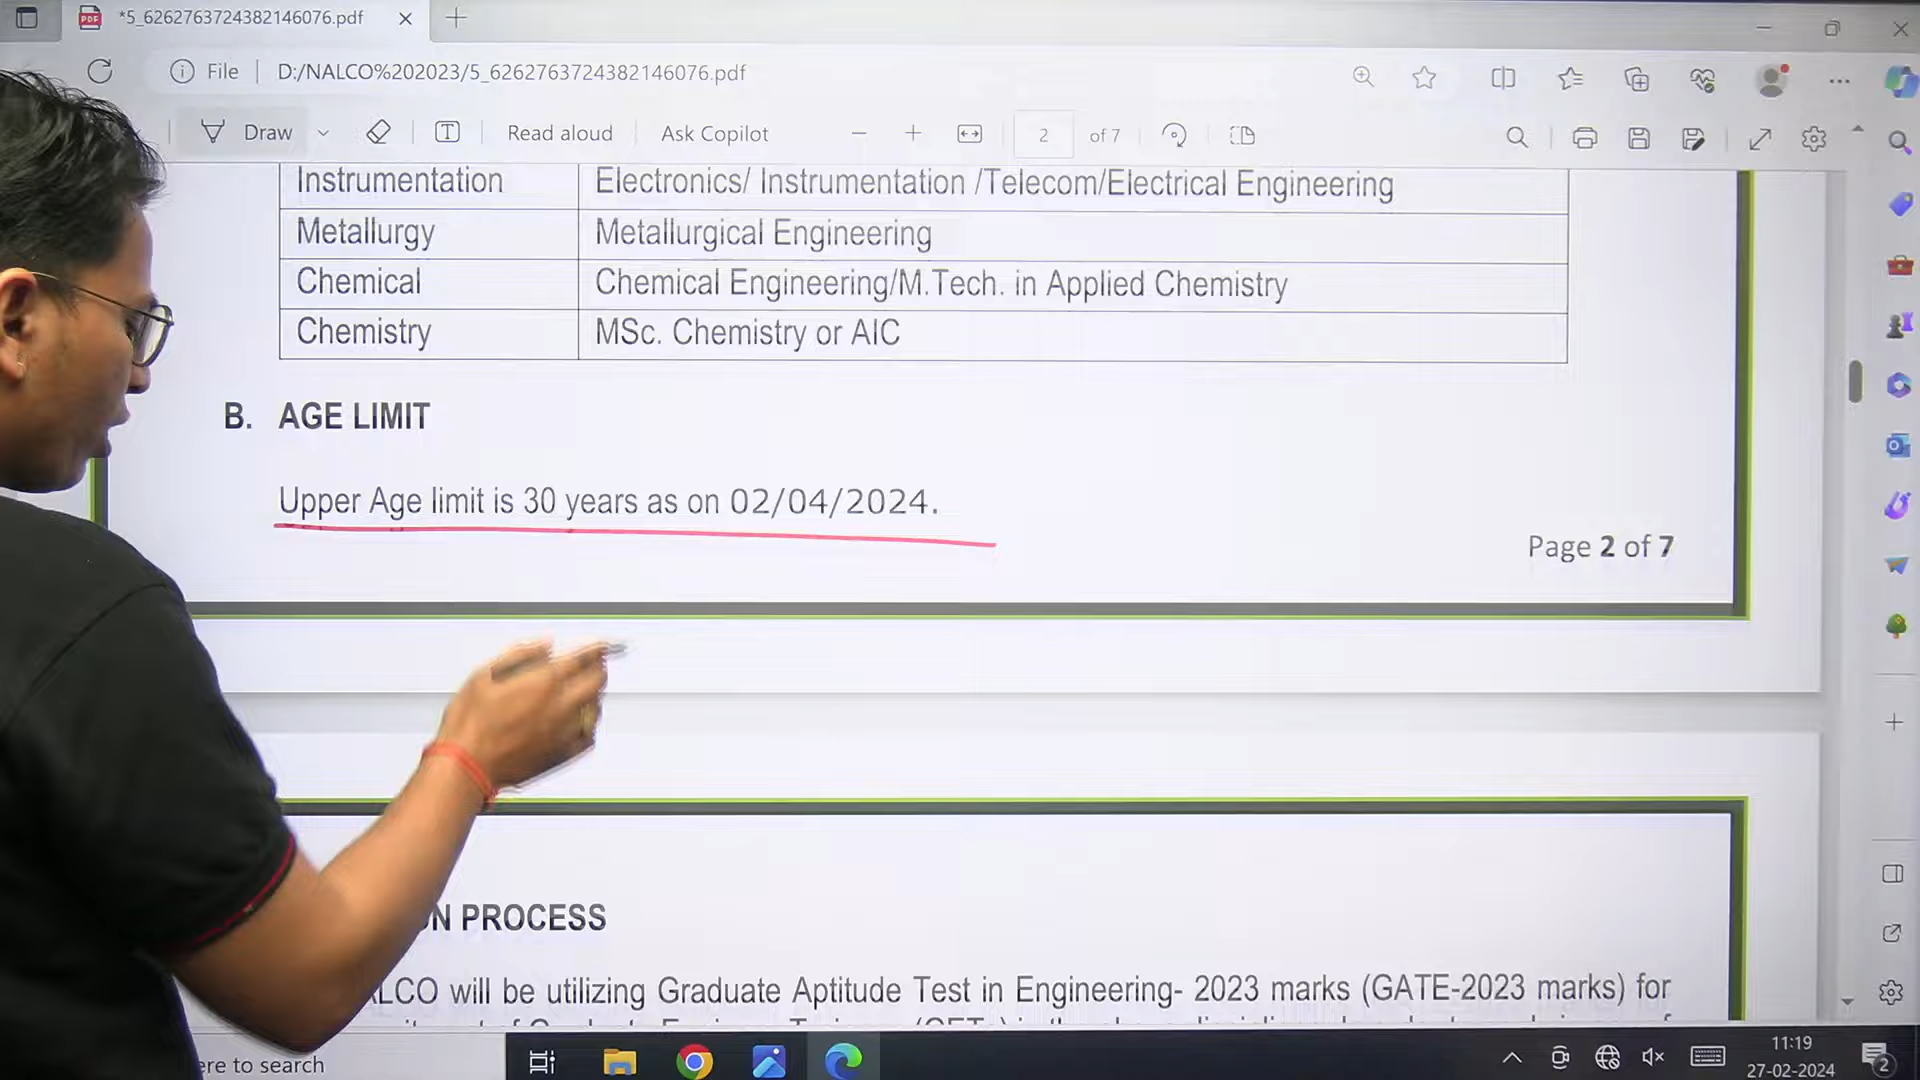 *5_6262763724382146076.pdf
File D:/NALCO%202023/5_6262763724382146076.pdf
Draw Read aloud Ask Copilot 2 of 7
Instrumentation Electronics/ Instrumentation /Telecom/Electrical Engineering
Metallurgy Metallurgical Engineering
Chemical Chemical Engineering/M.Tech. in Applied Chemistry
Chemistry MSc. Chemistry or AIC
B. AGE LIMIT
Upper Age limit is 30 years as on 02/04/2024.
Page 2 of 7
N PROCESS
ALCO will be utilizing Graduate Aptitude Test in Engineering- 2023 marks (GATE-2023 marks) for
ere to search
11:19
27-02-2024
2